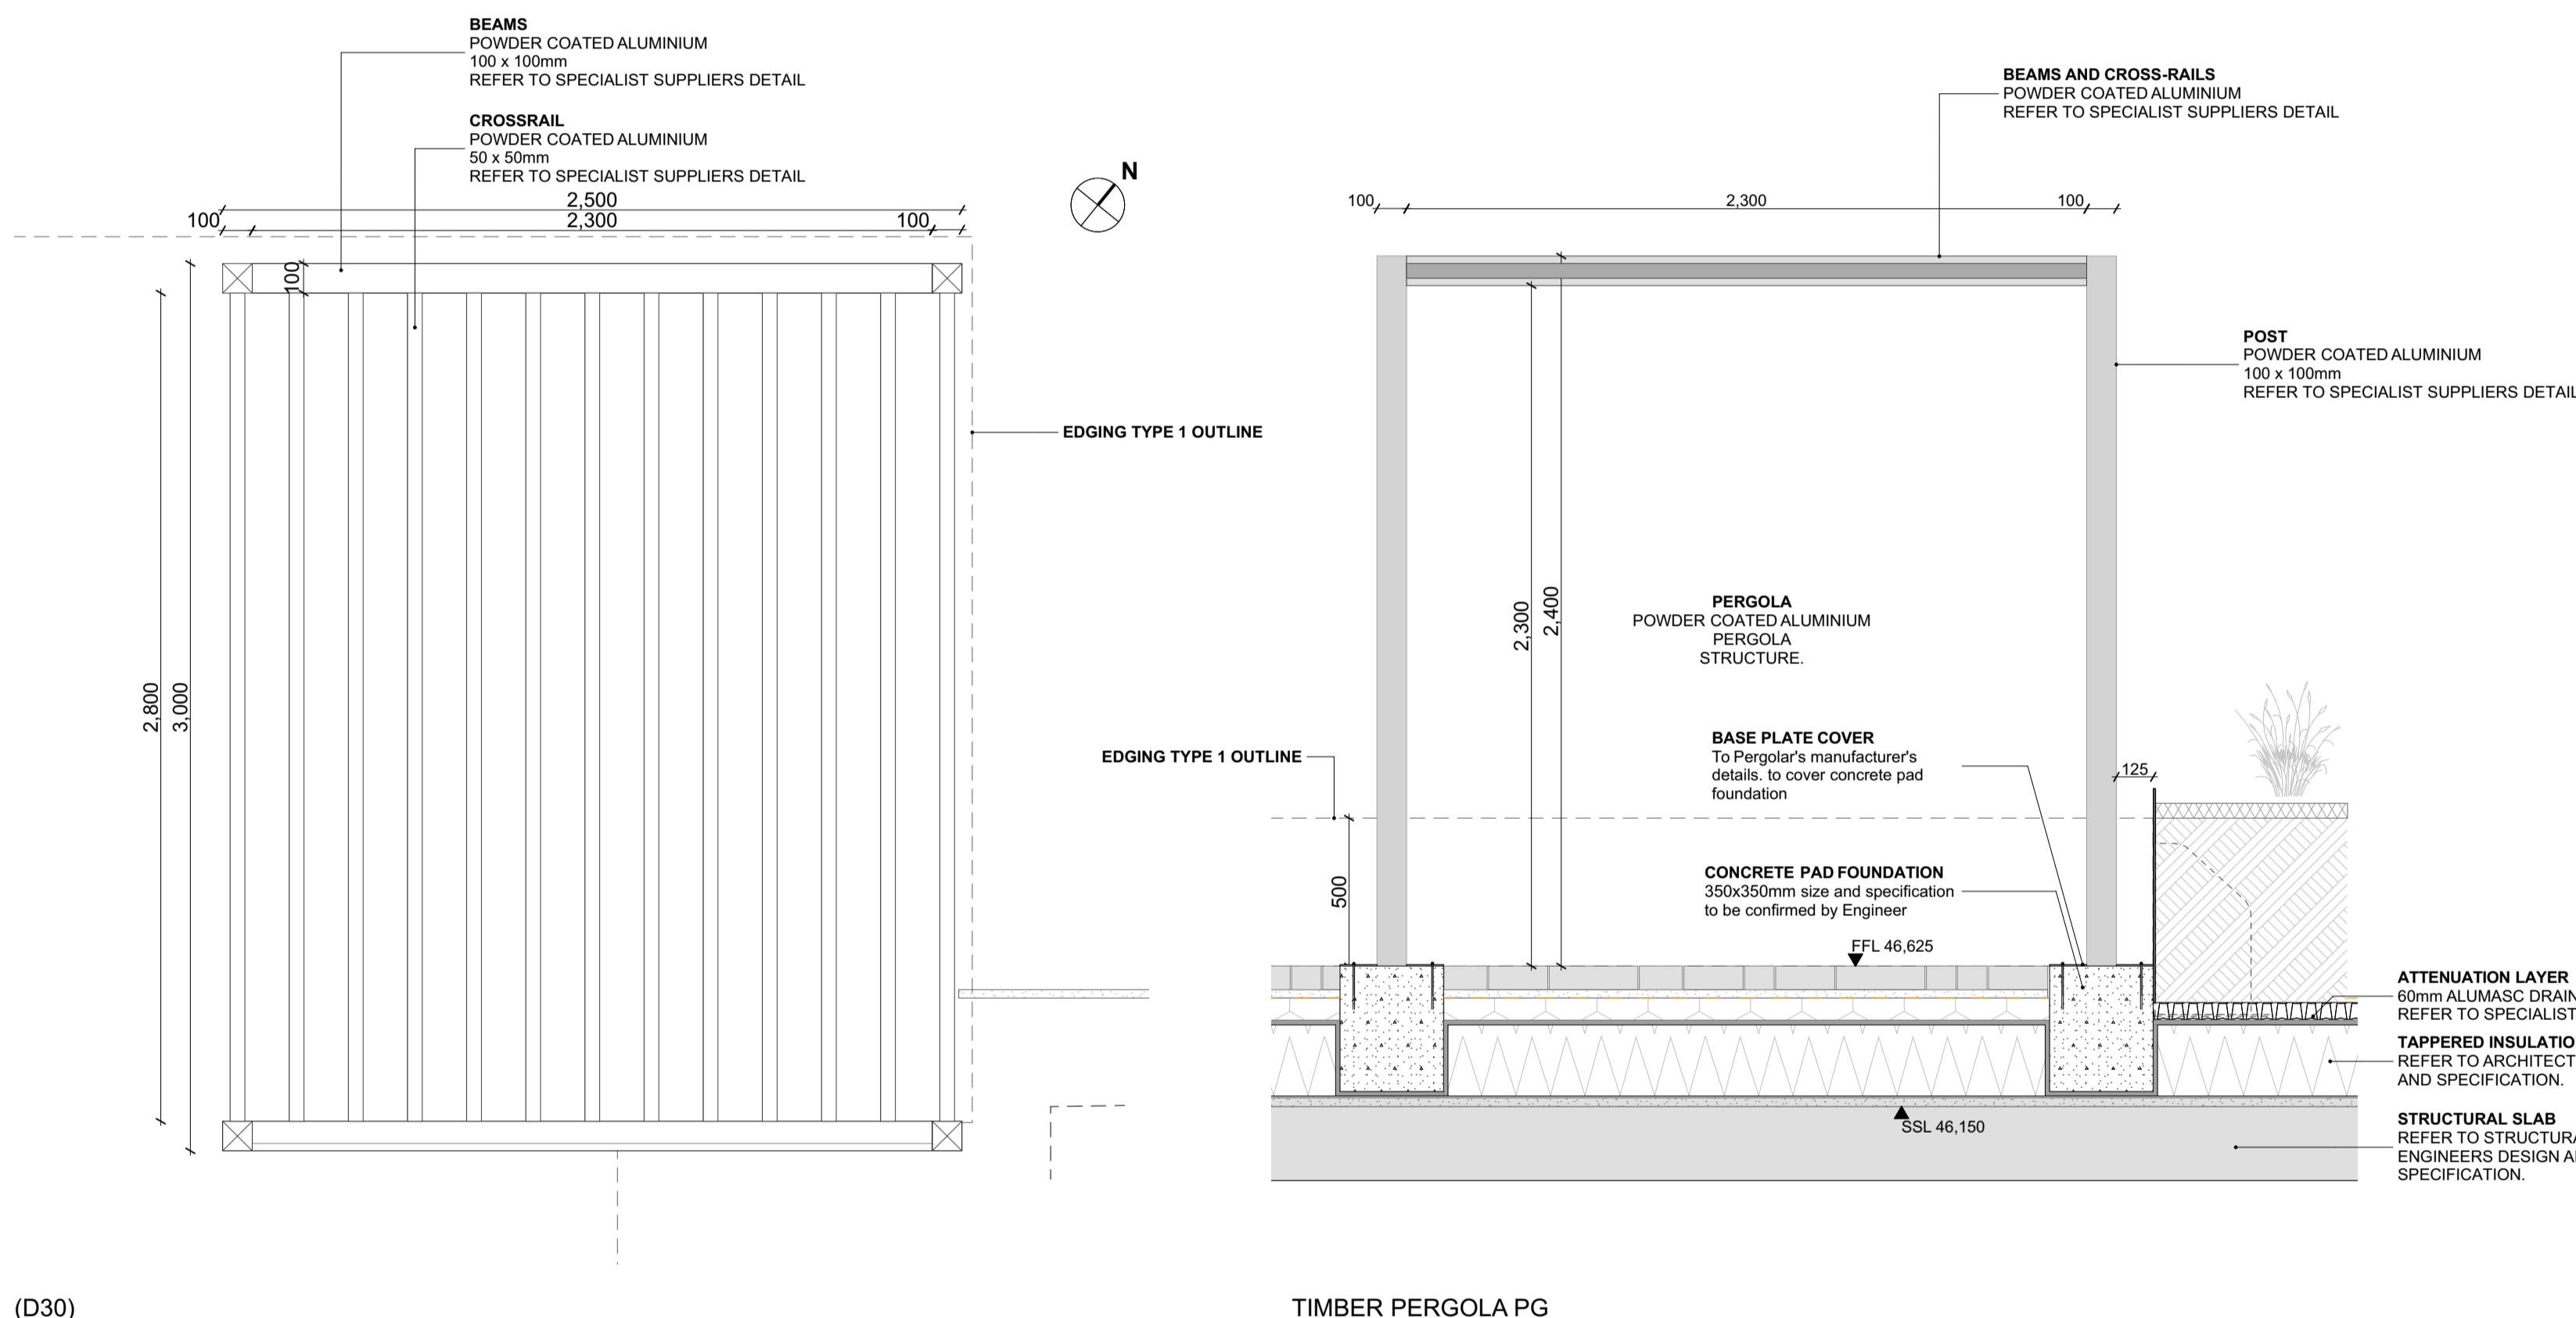 BEAMS
POWDER COATED ALUMINIUM
100 x 100mm
REFER TO SPECIALIST SUPPLIERS DETAIL
CROSSRAIL
POWDER COATED ALUMINIUM
50 x 50mm
REFER TO SPECIALIST SUPPLIERS DETAIL
2,500
100
2,300
100
N
100
2,800
3,000
EDGING TYPE 1 OUTLINE
(D30)
BEAMS AND CROSS-RAILS
POWDER COATED ALUMINIUM
REFER TO SPECIALIST SUPPLIERS DETAIL
100
2,300
100
POST
POWDER COATED ALUMINIUM
100 x 100mm
REFER TO SPECIALIST SUPPLIERS DETAIL
2,300
2,400
PERGOLA
POWDER COATED ALUMINIUM
PERGOLA
STRUCTURE.
EDGING TYPE 1 OUTLINE
BASE PLATE COVER
To Pergolar's manufacturer's
details. to cover concrete pad
foundation
125
500
CONCRETE PAD FOUNDATION
350x350mm size and specification
to be confirmed by Engineer
FFL 46,625
ATTENUATION LAYER
60mm ALUMASC DRAIN
REFER TO SPECIALIST
TAPPERED INSULATIO
REFER TO ARCHITECT
AND SPECIFICATION.
SSL 46,150
STRUCTURAL SLAB
REFER TO STRUCTURA
ENGINEERS DESIGN A
SPECIFICATION.
TIMBER PERGOLA PG